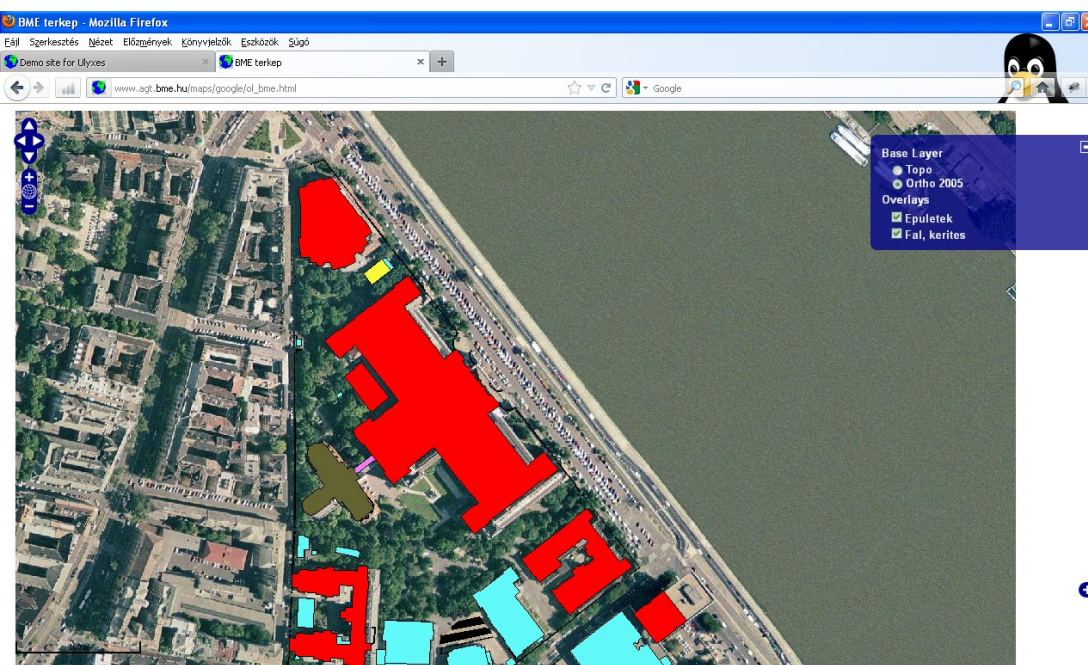 BME terkep - Mozilla Firefox
Fájl Szerkesztés Nézet Előzmények Könyvjelzők Eszközök Súgó
Demo site for Ulyxes × BME terkep × +
www.agt.bme.hu/maps/google/ol_bme.html Google
Base Layer
Topo
Ortho 2005
Overlays
Epuletek
Fal, kerites